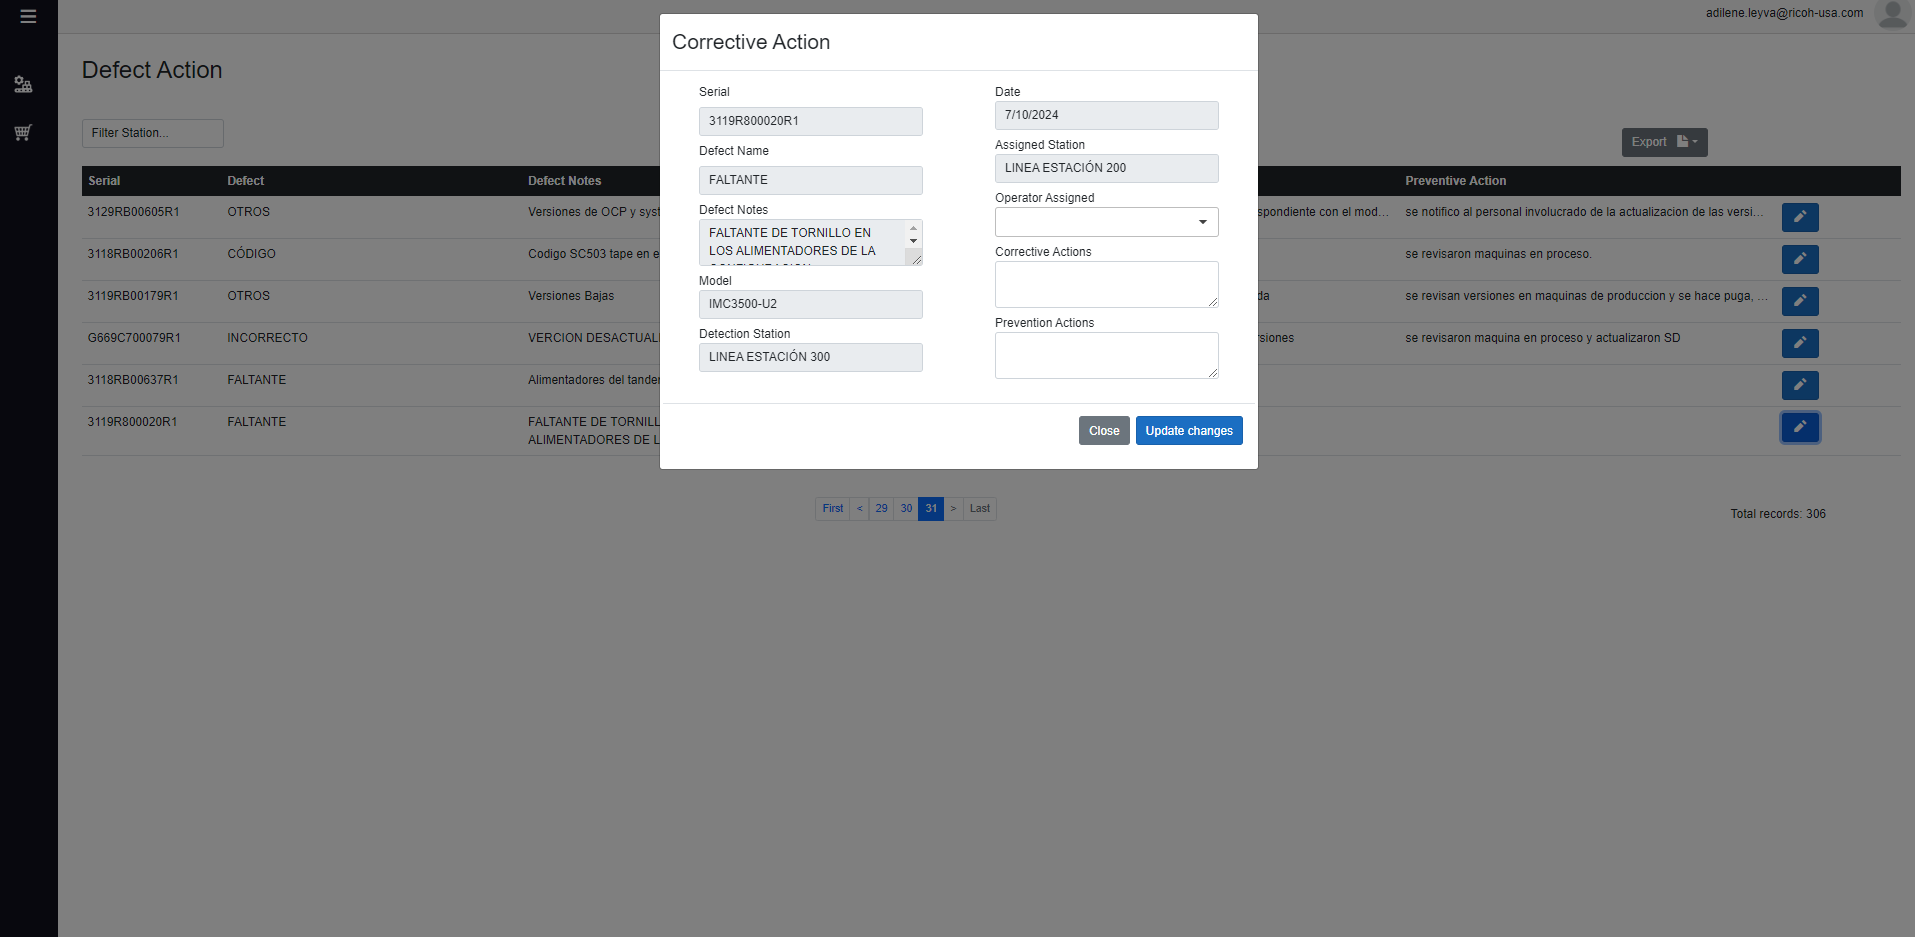 adilene.leyva@ricoh-usa.com
Defect Action
Filter Station...
Export
Serial Defect Defect Notes Preventive Action
3129RB00605R1 OTROS Versiones de OCP y syst spondiente con el mod... se notifico al personal involucrado de la actualizacion de las versi...
3118RB00206R1 CÓDIGO Codigo SC503 tape en e se revisaron maquinas en proceso.
3119RB00179R1 OTROS Versiones Bajas da se revisan versiones en maquinas de produccion y se hace puga, ...
G669C700079R1 INCORRECTO VERCION DESACTUALI rsiones se revisaron maquina en proceso y actualizaron SD
3118RB00637R1 FALTANTE Alimentadores del tander
3119R800020R1 FALTANTE FALTANTE DE TORNILL
ALIMENTADORES DE L
First < 29 30 31 > Last
Total records: 306
Corrective Action
Serial
3119R800020R1
Defect Name
FALTANTE
Defect Notes
FALTANTE DE TORNILLO EN
LOS ALIMENTADORES DE LA
Model
IMC3500-U2
Detection Station
LINEA ESTACIÓN 300
Date
7/10/2024
Assigned Station
LINEA ESTACIÓN 200
Operator Assigned
Corrective Actions
Prevention Actions
Close Update changes